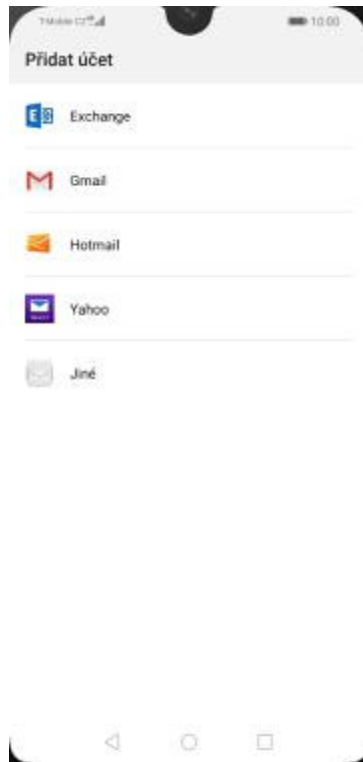 T-Mobile CZ 10:00
Přidat účet
Exchange
Gmail
Hotmail
Yahoo
Jiné